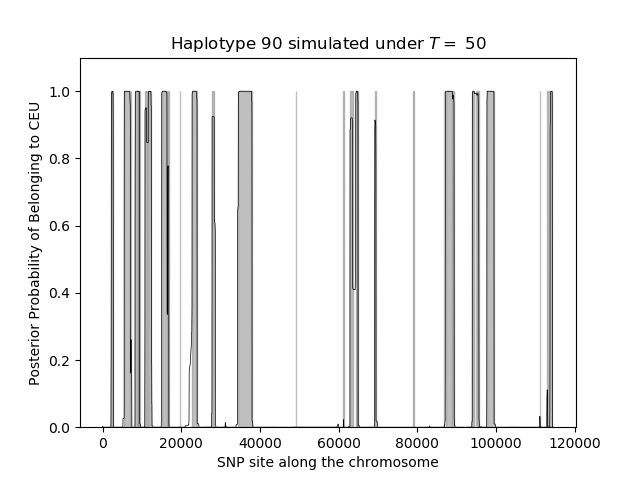 Haplotype 90 simulated under T = 50
Posterior Probability of Belonging to CEU
1.0
0.8
0.6
0.4
0.2
0.0
0 20000 40000 60000 80000 100000 120000
SNP site along the chromosome